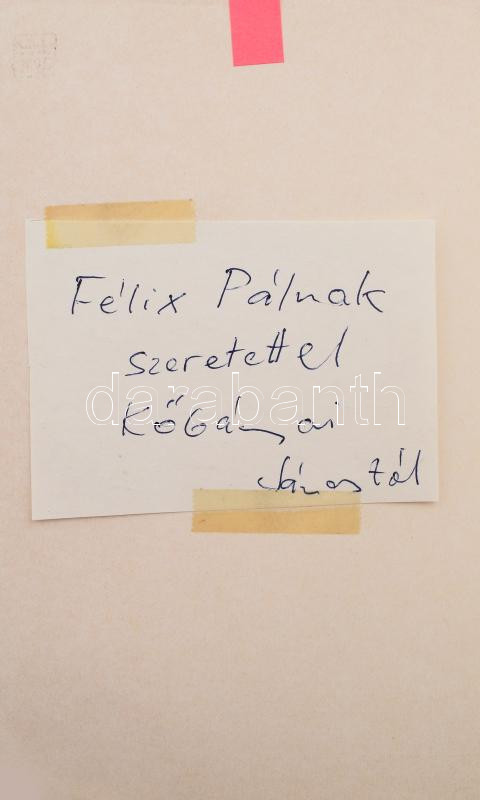 Félix Pálnak
szeretettel
darabanth
Kőbányai
Jánostól